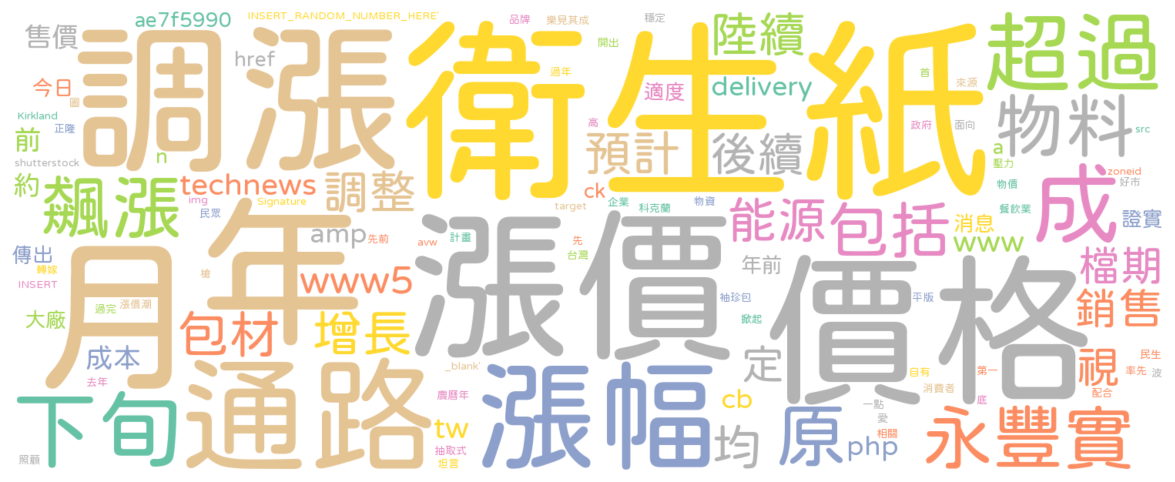 ae7f5990
INSERT_RANDOM_NUMBER_HERE'
品牌
樂見其成
穩定
售價
href
調漲
衛生紙
開出
陸續
超過
今日
過年
適度
delivery
首
來源
物料
Kirkland
正隆
前
高
政府
面向
src
shutterstock
n
預計
後續
a
壓力
約
飆漲
technews
img
調整
ck
zoneid
好市
物價
民眾
Signature
target
企業
科克蘭
物資
能源
包括
消息
餐飲業
成
證實
傳出
年
amp
先前
avw
計畫
先
台灣
漲價
www
轉嫁
INSERT
月
槍
www5
年前
價格
檔期
過完
漲價潮
袖珍包
平版
大廠
包材
增長
掀起
銷售
成本
_blank'
定
民生
去年
通路
農曆年
漲幅
自有
消費者
第一
視
率先
波
配合
下旬
cb
底
tw
抽取式
坦言
均
原
一點
愛
相關
php
永豐實
照顧